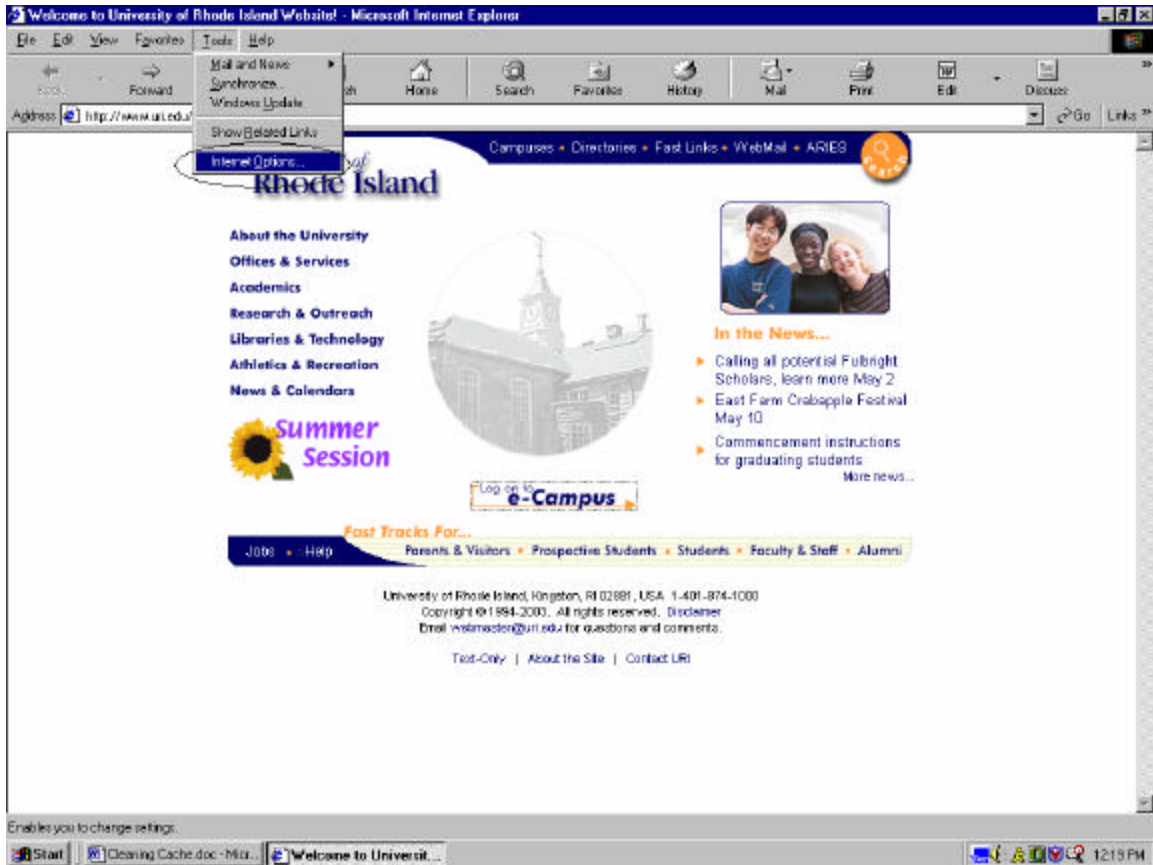 Welcome to University of Rhode Island Website! - Microsoft Internet Explorer
File Edit View Favorites Tools Help
Mail and News
Synchronize...
Windows Update
Show Related Links
Internet Options...
Back Forward Home Search Favorites History Mail Print Edit Discuss
Address http://www.uri.edu/ Go Links »
Campuses • Directories • Fast Links • WebMail • ARIES
Search
of
Rhode Island
About the University
Offices & Services
Academics
Research & Outreach
Libraries & Technology
Athletics & Recreation
News & Calendars
Summer
Session
In the News...
Calling all potential Fulbright
Scholars, learn more May 2
East Farm Crabapple Festival
May 10
Commencement instructions
for graduating students
More news...
Log on to
e-Campus
Fast Tracks For...
Jobs • Help
Parents & Visitors • Prospective Students • Students • Faculty & Staff • Alumni
University of Rhode Island, Kingston, RI 02881, USA 1-401-874-1000
Copyright © 1994-2003. All rights reserved. Disclaimer
Email webmaster@uri.edu for questions and comments.
Text-Only | About the Site | Contact URI
Enables you to change settings.
Start Cleaning Cache.doc - Micr... Welcome to Universit... 12:19 PM